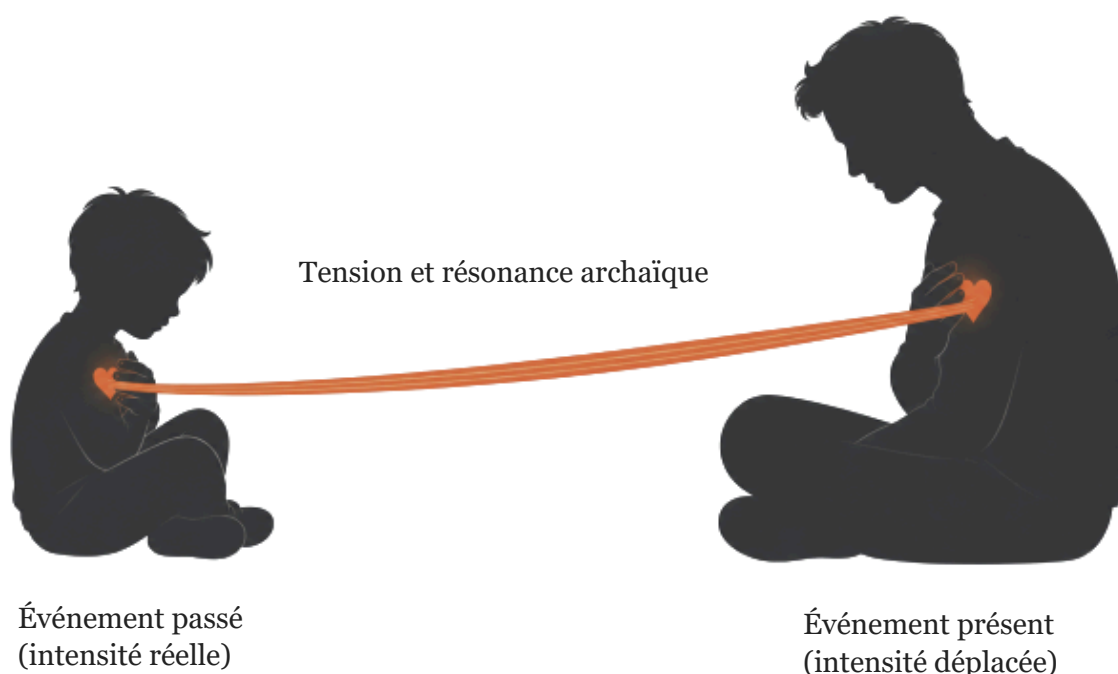 Tension et résonance archaïque
Événement passé
(intensité réelle)
Événement présent
(intensité déplacée)